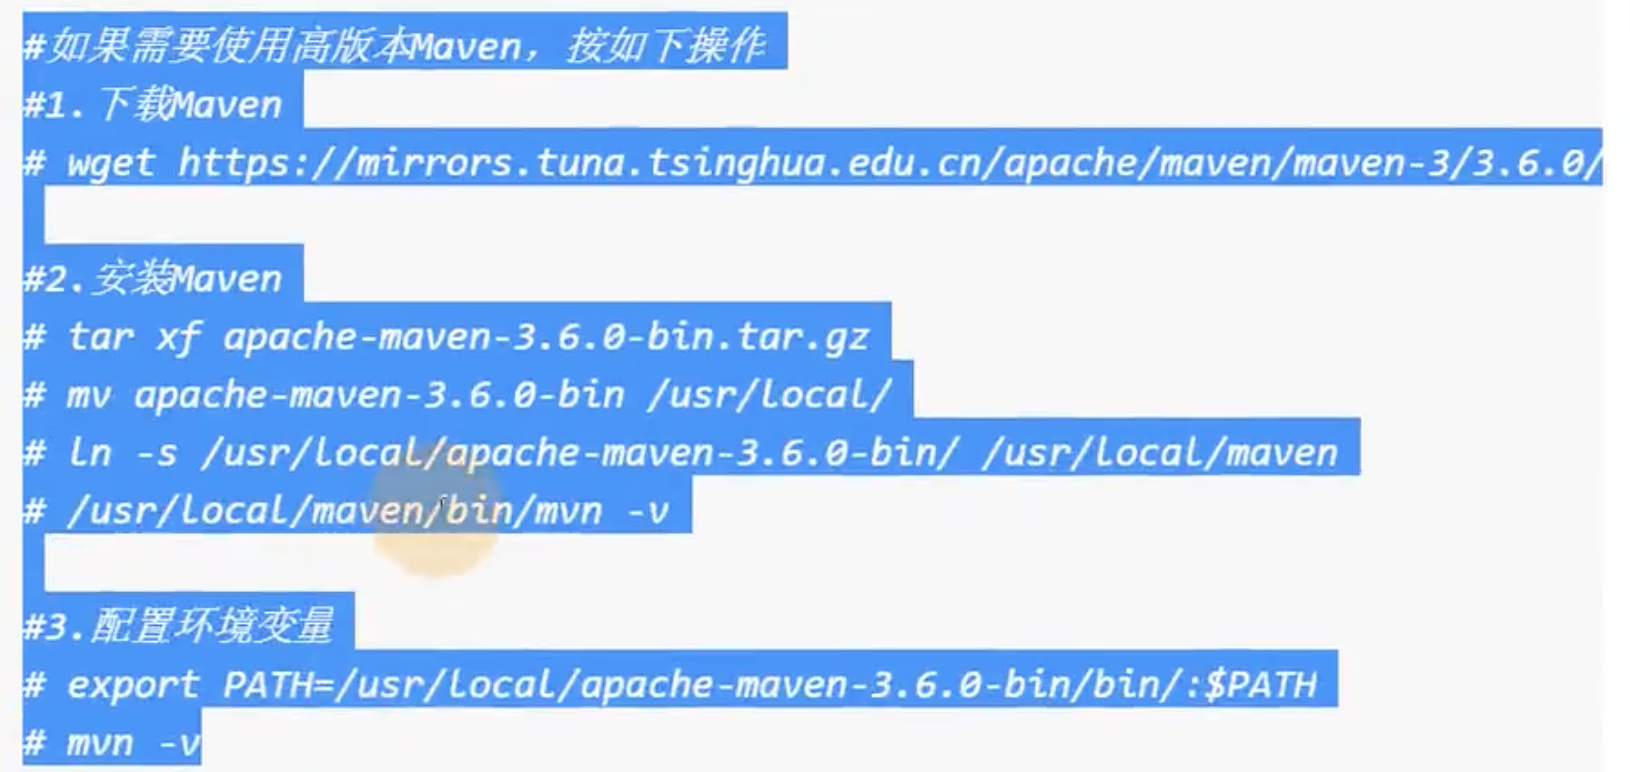 #如果需要使用高版本Maven，按如下操作
#1.下载Maven
# wget https://mirrors.tuna.tsinghua.edu.cn/apache/maven/maven-3/3.6.0/
#2.安装Maven
# tar xf apache-maven-3.6.0-bin.tar.gz
# mv apache-maven-3.6.0-bin /usr/local/
# ln -s /usr/local/apache-maven-3.6.0-bin/ /usr/local/maven
# /usr/local/maven/bin/mvn -v
#3.配置环境变量
# export PATH=/usr/local/apache-maven-3.6.0-bin/bin/:$PATH
# mvn -v